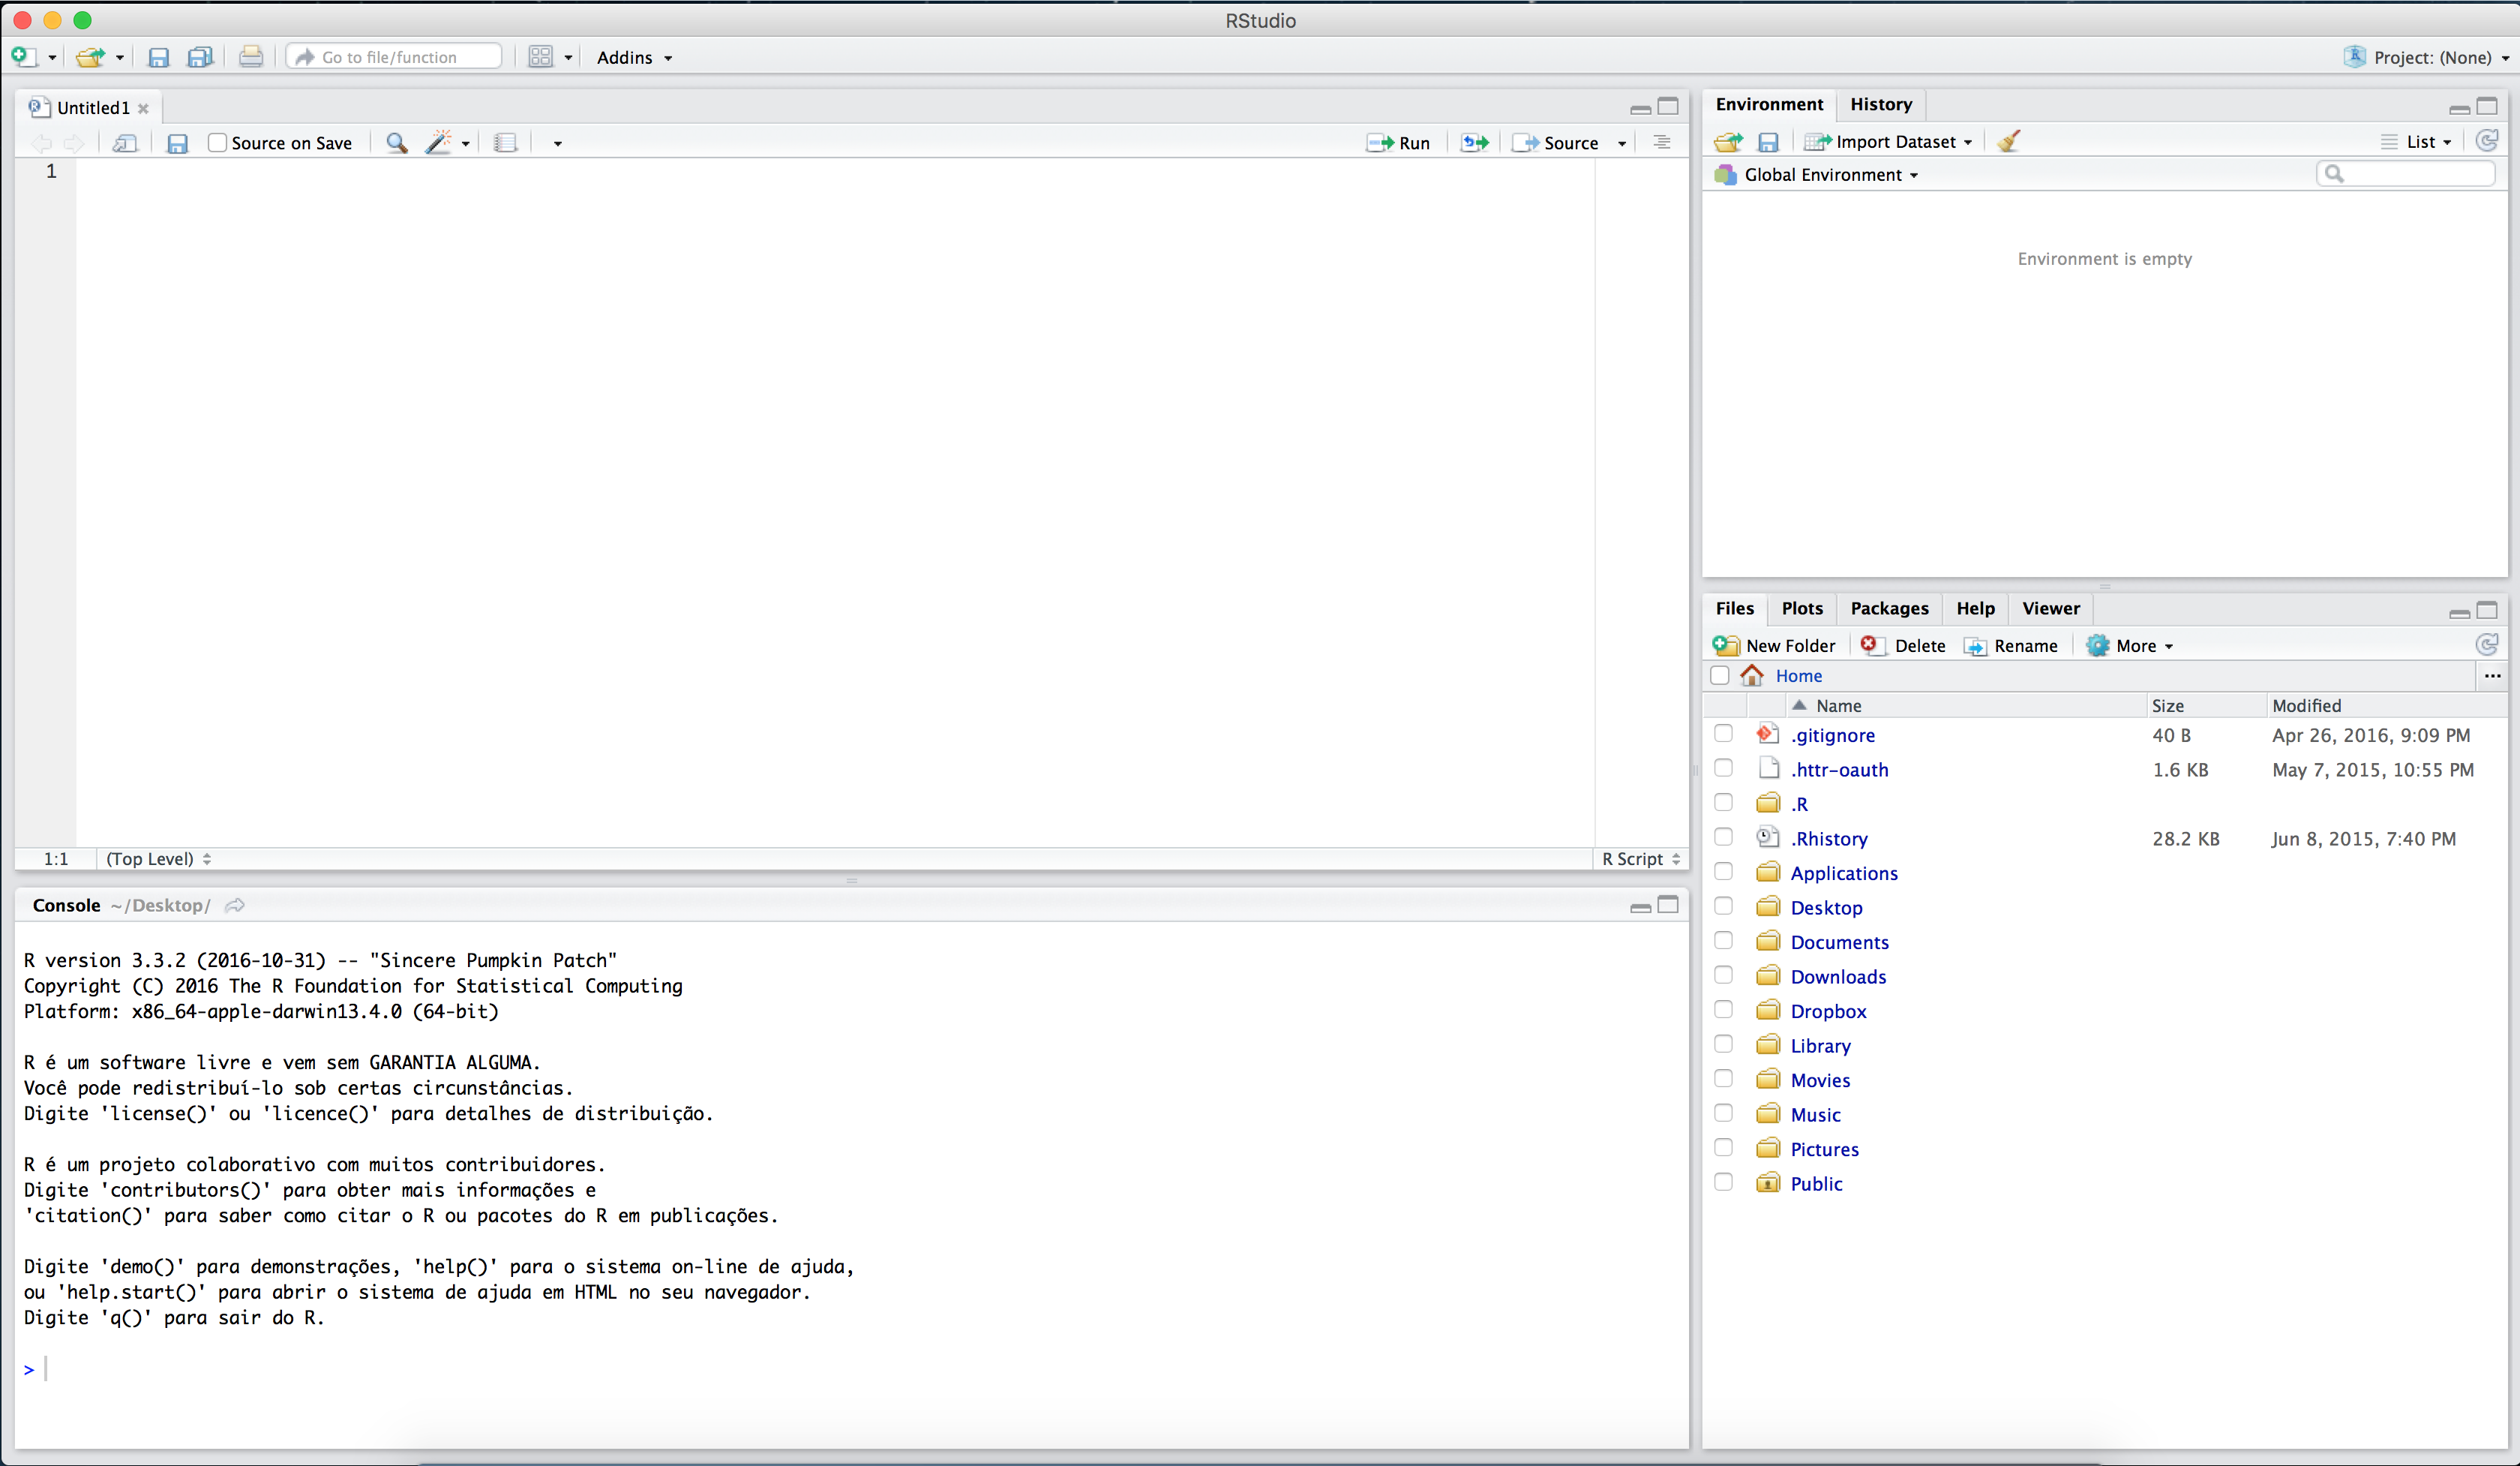 RStudio
Go to file/function
Addins
Project: (None)
Untitled1
Source on Save
Run
Source
1
1:1 (Top Level)
R Script
Console ~/Desktop/
R version 3.3.2 (2016-10-31) -- "Sincere Pumpkin Patch"
Copyright (C) 2016 The R Foundation for Statistical Computing
Platform: x86_64-apple-darwin13.4.0 (64-bit)
R é um software livre e vem sem GARANTIA ALGUMA.
Você pode redistribuí-lo sob certas circunstâncias.
Digite 'license()' ou 'licence()' para detalhes de distribuição.
R é um projeto colaborativo com muitos contribuidores.
Digite 'contributors()' para obter mais informações e
'citation()' para saber como citar o R ou pacotes do R em publicações.
Digite 'demo()' para demonstrações, 'help()' para o sistema on-line de ajuda,
ou 'help.start()' para abrir o sistema de ajuda em HTML no seu navegador.
Digite 'q()' para sair do R.
>
Environment History
Import Dataset
List
Global Environment
Environment is empty
Files Plots Packages Help Viewer
New Folder Delete Rename More
Home ...
Name Size Modified
.gitignore 40 B Apr 26, 2016, 9:09 PM
.httr-oauth 1.6 KB May 7, 2015, 10:55 PM
.R
.Rhistory 28.2 KB Jun 8, 2015, 7:40 PM
Applications
Desktop
Documents
Downloads
Dropbox
Library
Movies
Music
Pictures
Public